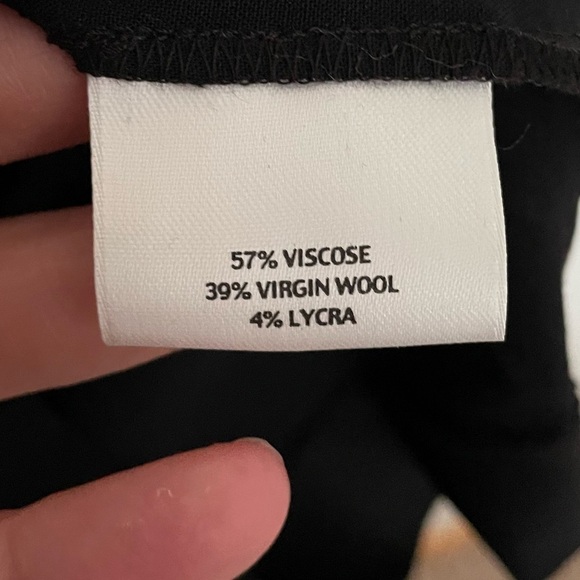 57% VISCOSE
39% VIRGIN WOOL
4% LYCRA